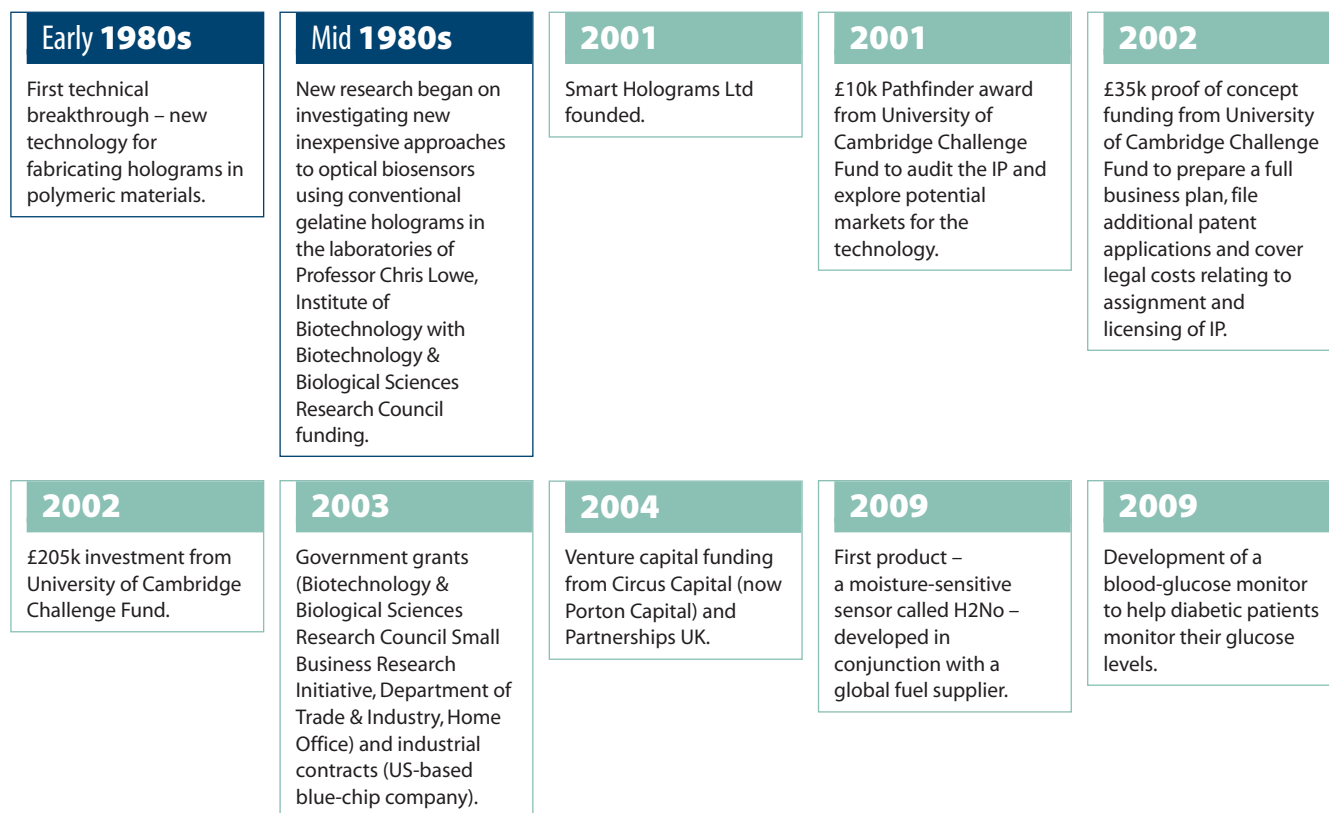 Early 1980s
First technical
breakthrough – new
technology for
fabricating holograms in
polymeric materials.
Mid 1980s
New research began on
investigating new
inexpensive approaches
to optical biosensors
using conventional
gelatine holograms in
the laboratories of
Professor Chris Lowe,
Institute of
Biotechnology with
Biotechnology &
Biological Sciences
Research Council
funding.
2001
Smart Holograms Ltd
founded.
2001
£10k Pathfinder award
from University of
Cambridge Challenge
Fund to audit the IP and
explore potential
markets for the
technology.
2002
£35k proof of concept
funding from University
of Cambridge Challenge
Fund to prepare a full
business plan, file
additional patent
applications and cover
legal costs relating to
assignment and
licensing of IP.
2002
£205k investment from
University of Cambridge
Challenge Fund.
2003
Government grants
(Biotechnology &
Biological Sciences
Research Council Small
Business Research
Initiative, Department of
Trade & Industry, Home
Office) and industrial
contracts (US-based
blue-chip company).
2004
Venture capital funding
from Circus Capital (now
Porton Capital) and
Partnerships UK.
2009
First product –
a moisture-sensitive
sensor called H2No –
developed in
conjunction with a
global fuel supplier.
2009
Development of a
blood-glucose monitor
to help diabetic patients
monitor their glucose
levels.